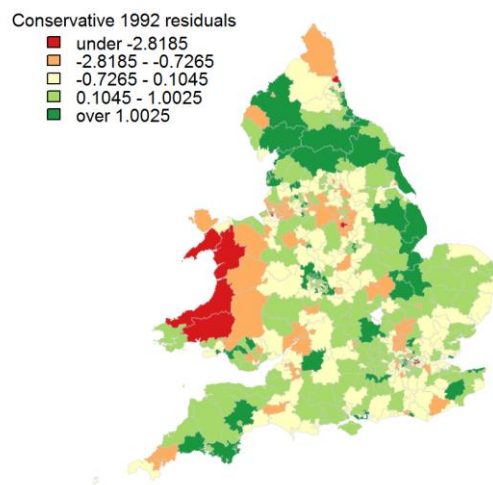 Conservative 1992 residuals
under -2.8185
-2.8185 - -0.7265
-0.7265 - 0.1045
0.1045 - 1.0025
over 1.0025